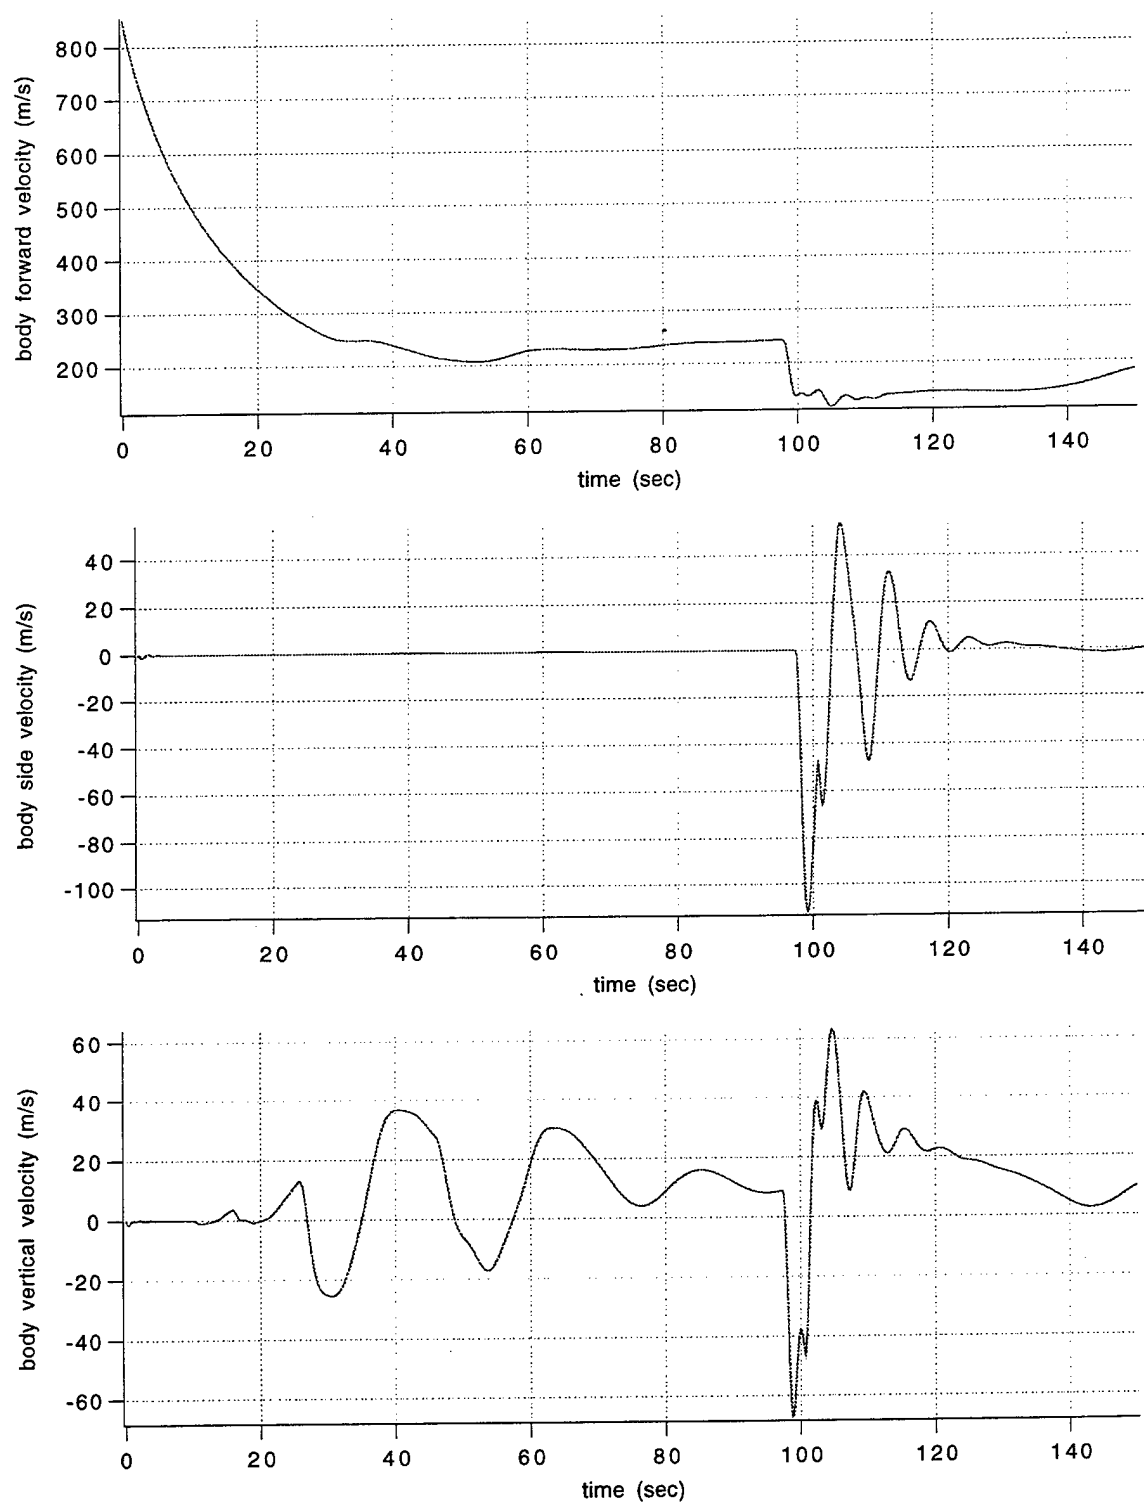 body forward velocity (m/s)
800
700
600
500
400
300
200
0 20 40 60 80 100 120 140
time (sec)
body side velocity (m/s)
40
20
0
-20
-40
-60
-80
-100
0 20 40 60 80 100 120 140
time (sec)
body vertical velocity (m/s)
60
40
20
0
-20
-40
-60
0 20 40 60 80 100 120 140
time (sec)